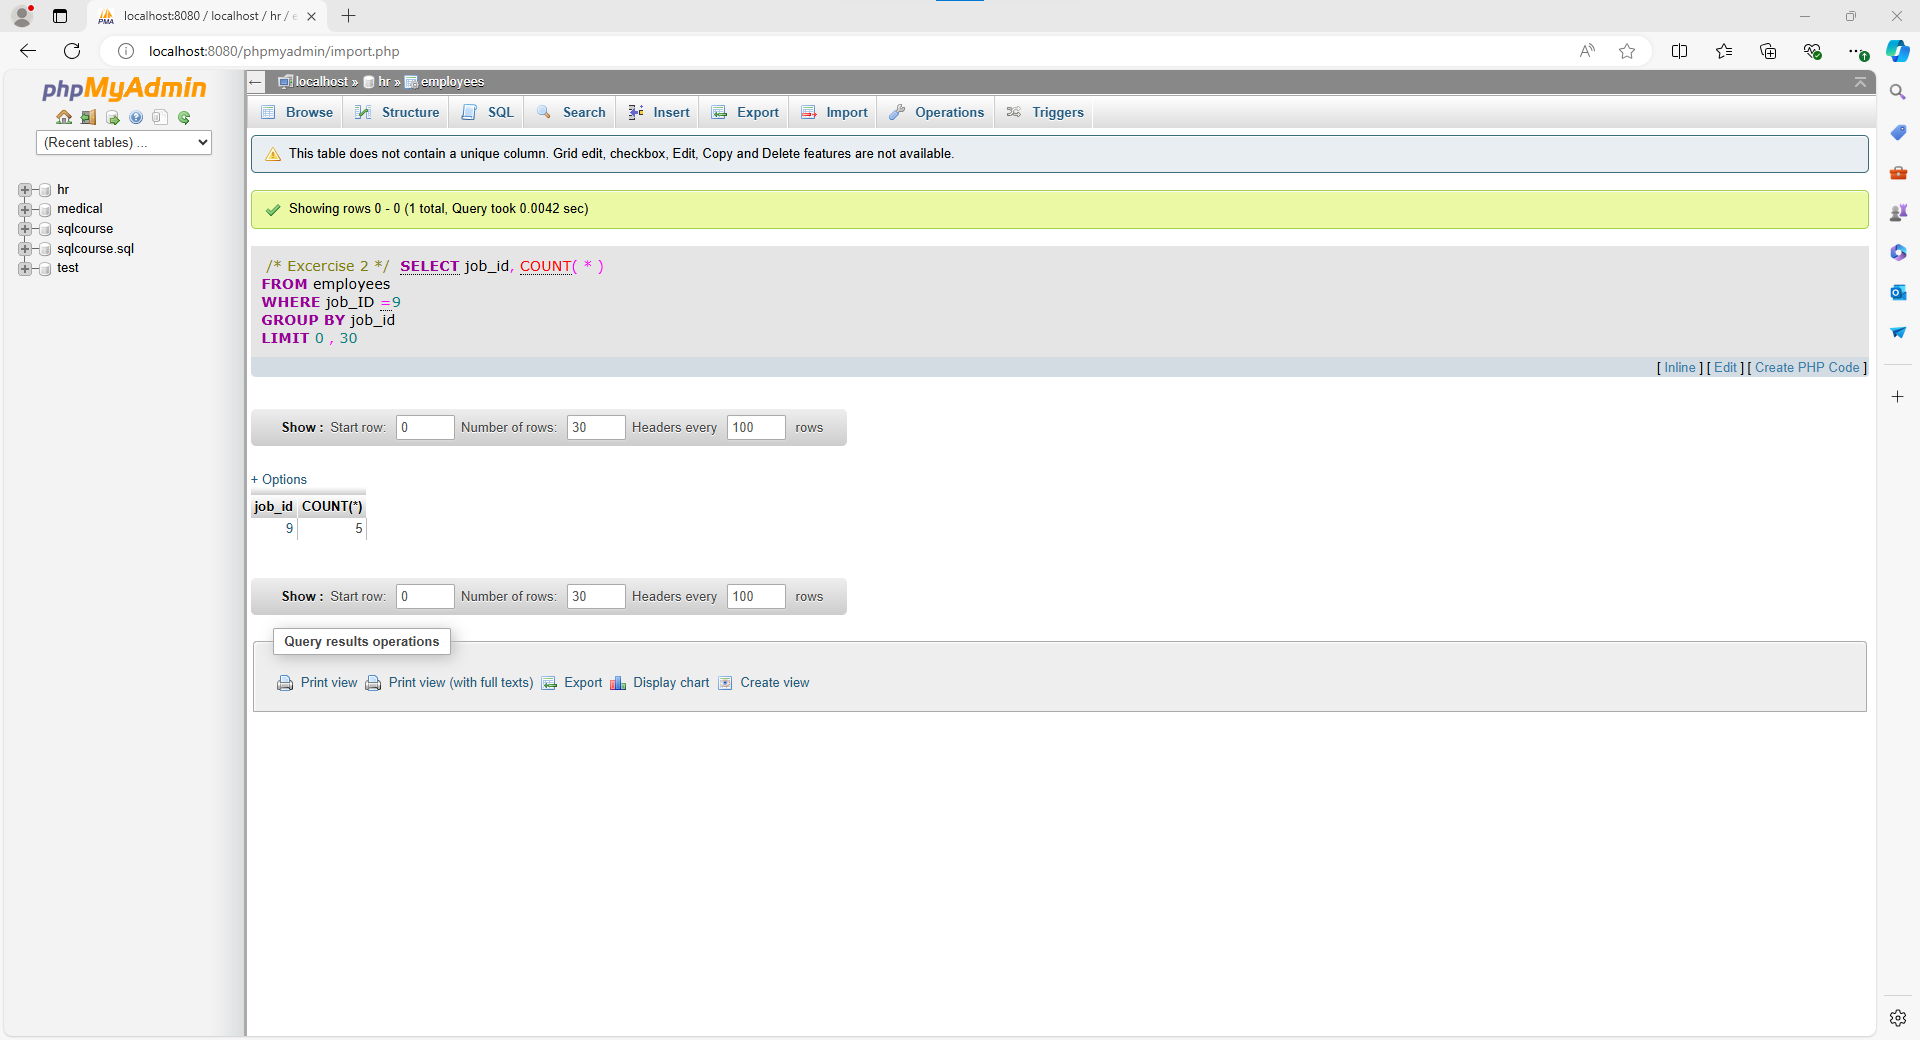 localhost:8080 / localhost / hr / e
localhost:8080/phpmyadmin/import.php
phpMyAdmin
(Recent tables) ...
hr
medical
sqlcourse
sqlcourse.sql
test
localhost » hr » employees
Browse Structure SQL Search Insert Export Import Operations Triggers
This table does not contain a unique column. Grid edit, checkbox, Edit, Copy and Delete features are not available.
Showing rows 0 - 0 (1 total, Query took 0.0042 sec)
/* Excercise 2 */ SELECT job_id, COUNT( * )
FROM employees
WHERE job_ID =9
GROUP BY job_id
LIMIT 0 , 30
[ Inline ] [ Edit ] [ Create PHP Code ]
Show : Start row: 0 Number of rows: 30 Headers every 100 rows
+ Options
job_id COUNT(*)
9 5
Show : Start row: 0 Number of rows: 30 Headers every 100 rows
Query results operations
Print view Print view (with full texts) Export Display chart Create view